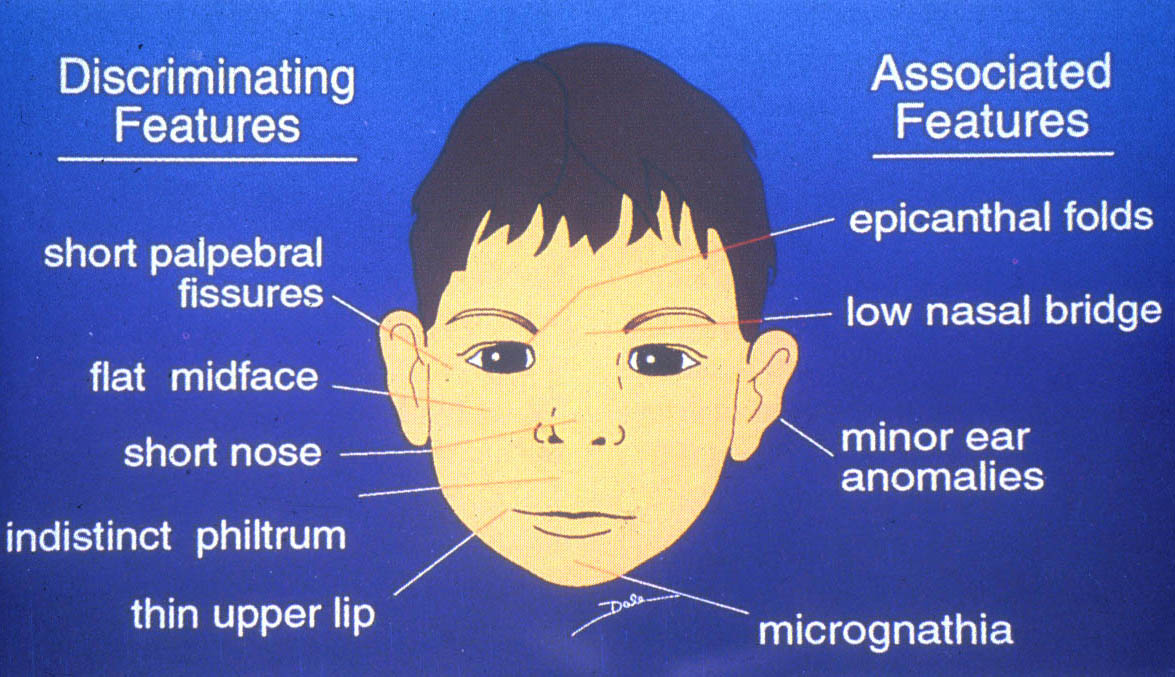 Discriminating
Features
short palpebral
fissures
flat midface
short nose
indistinct philtrum
thin upper lip
Associated
Features
epicanthal folds
low nasal bridge
minor ear
anomalies
micrognathia
Dale